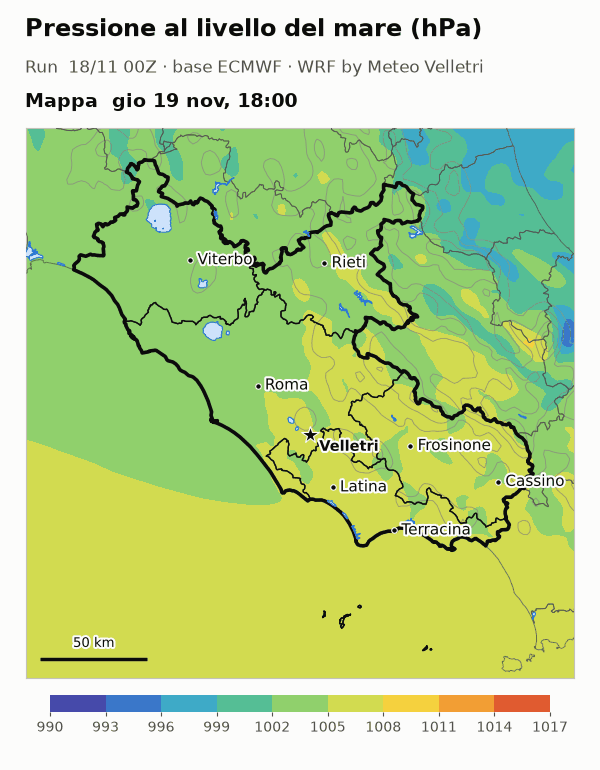 Pressione al livello del mare (hPa)
Run  18/11 00Z · base ECMWF · WRF by Meteo Velletri
Mappa  gio 19 nov, 18:00
Viterbo
Rieti
Roma
Velletri
Frosinone
Cassino
Latina
Terracina
50 km
990 993 996 999 1002 1005 1008 1011 1014 1017